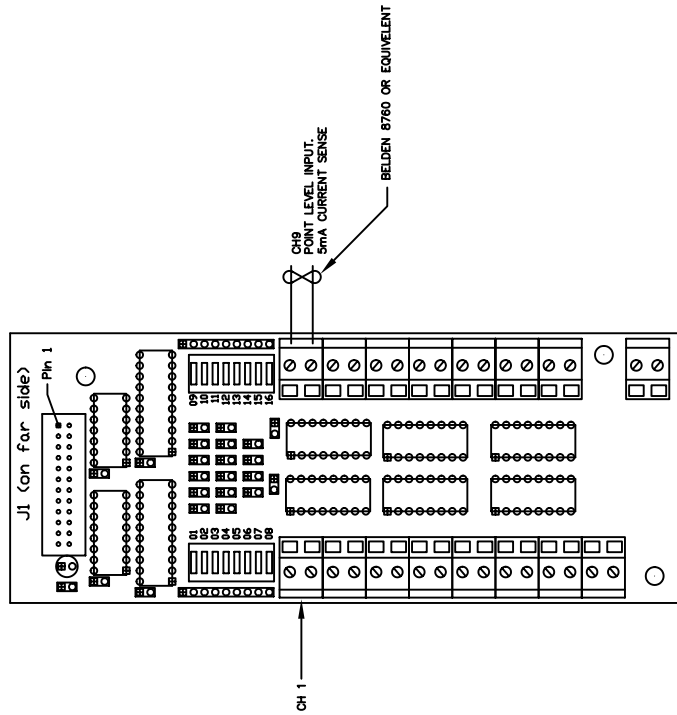 J1 (on far side)
Pin 1
09
10
11
12
13
14
15
16
01
02
03
04
05
06
07
08
CH9
POINT LEVEL INPUT.
5mA CURRENT SENSE
BELDEN 8760 OR EQUIVELENT
CH 1